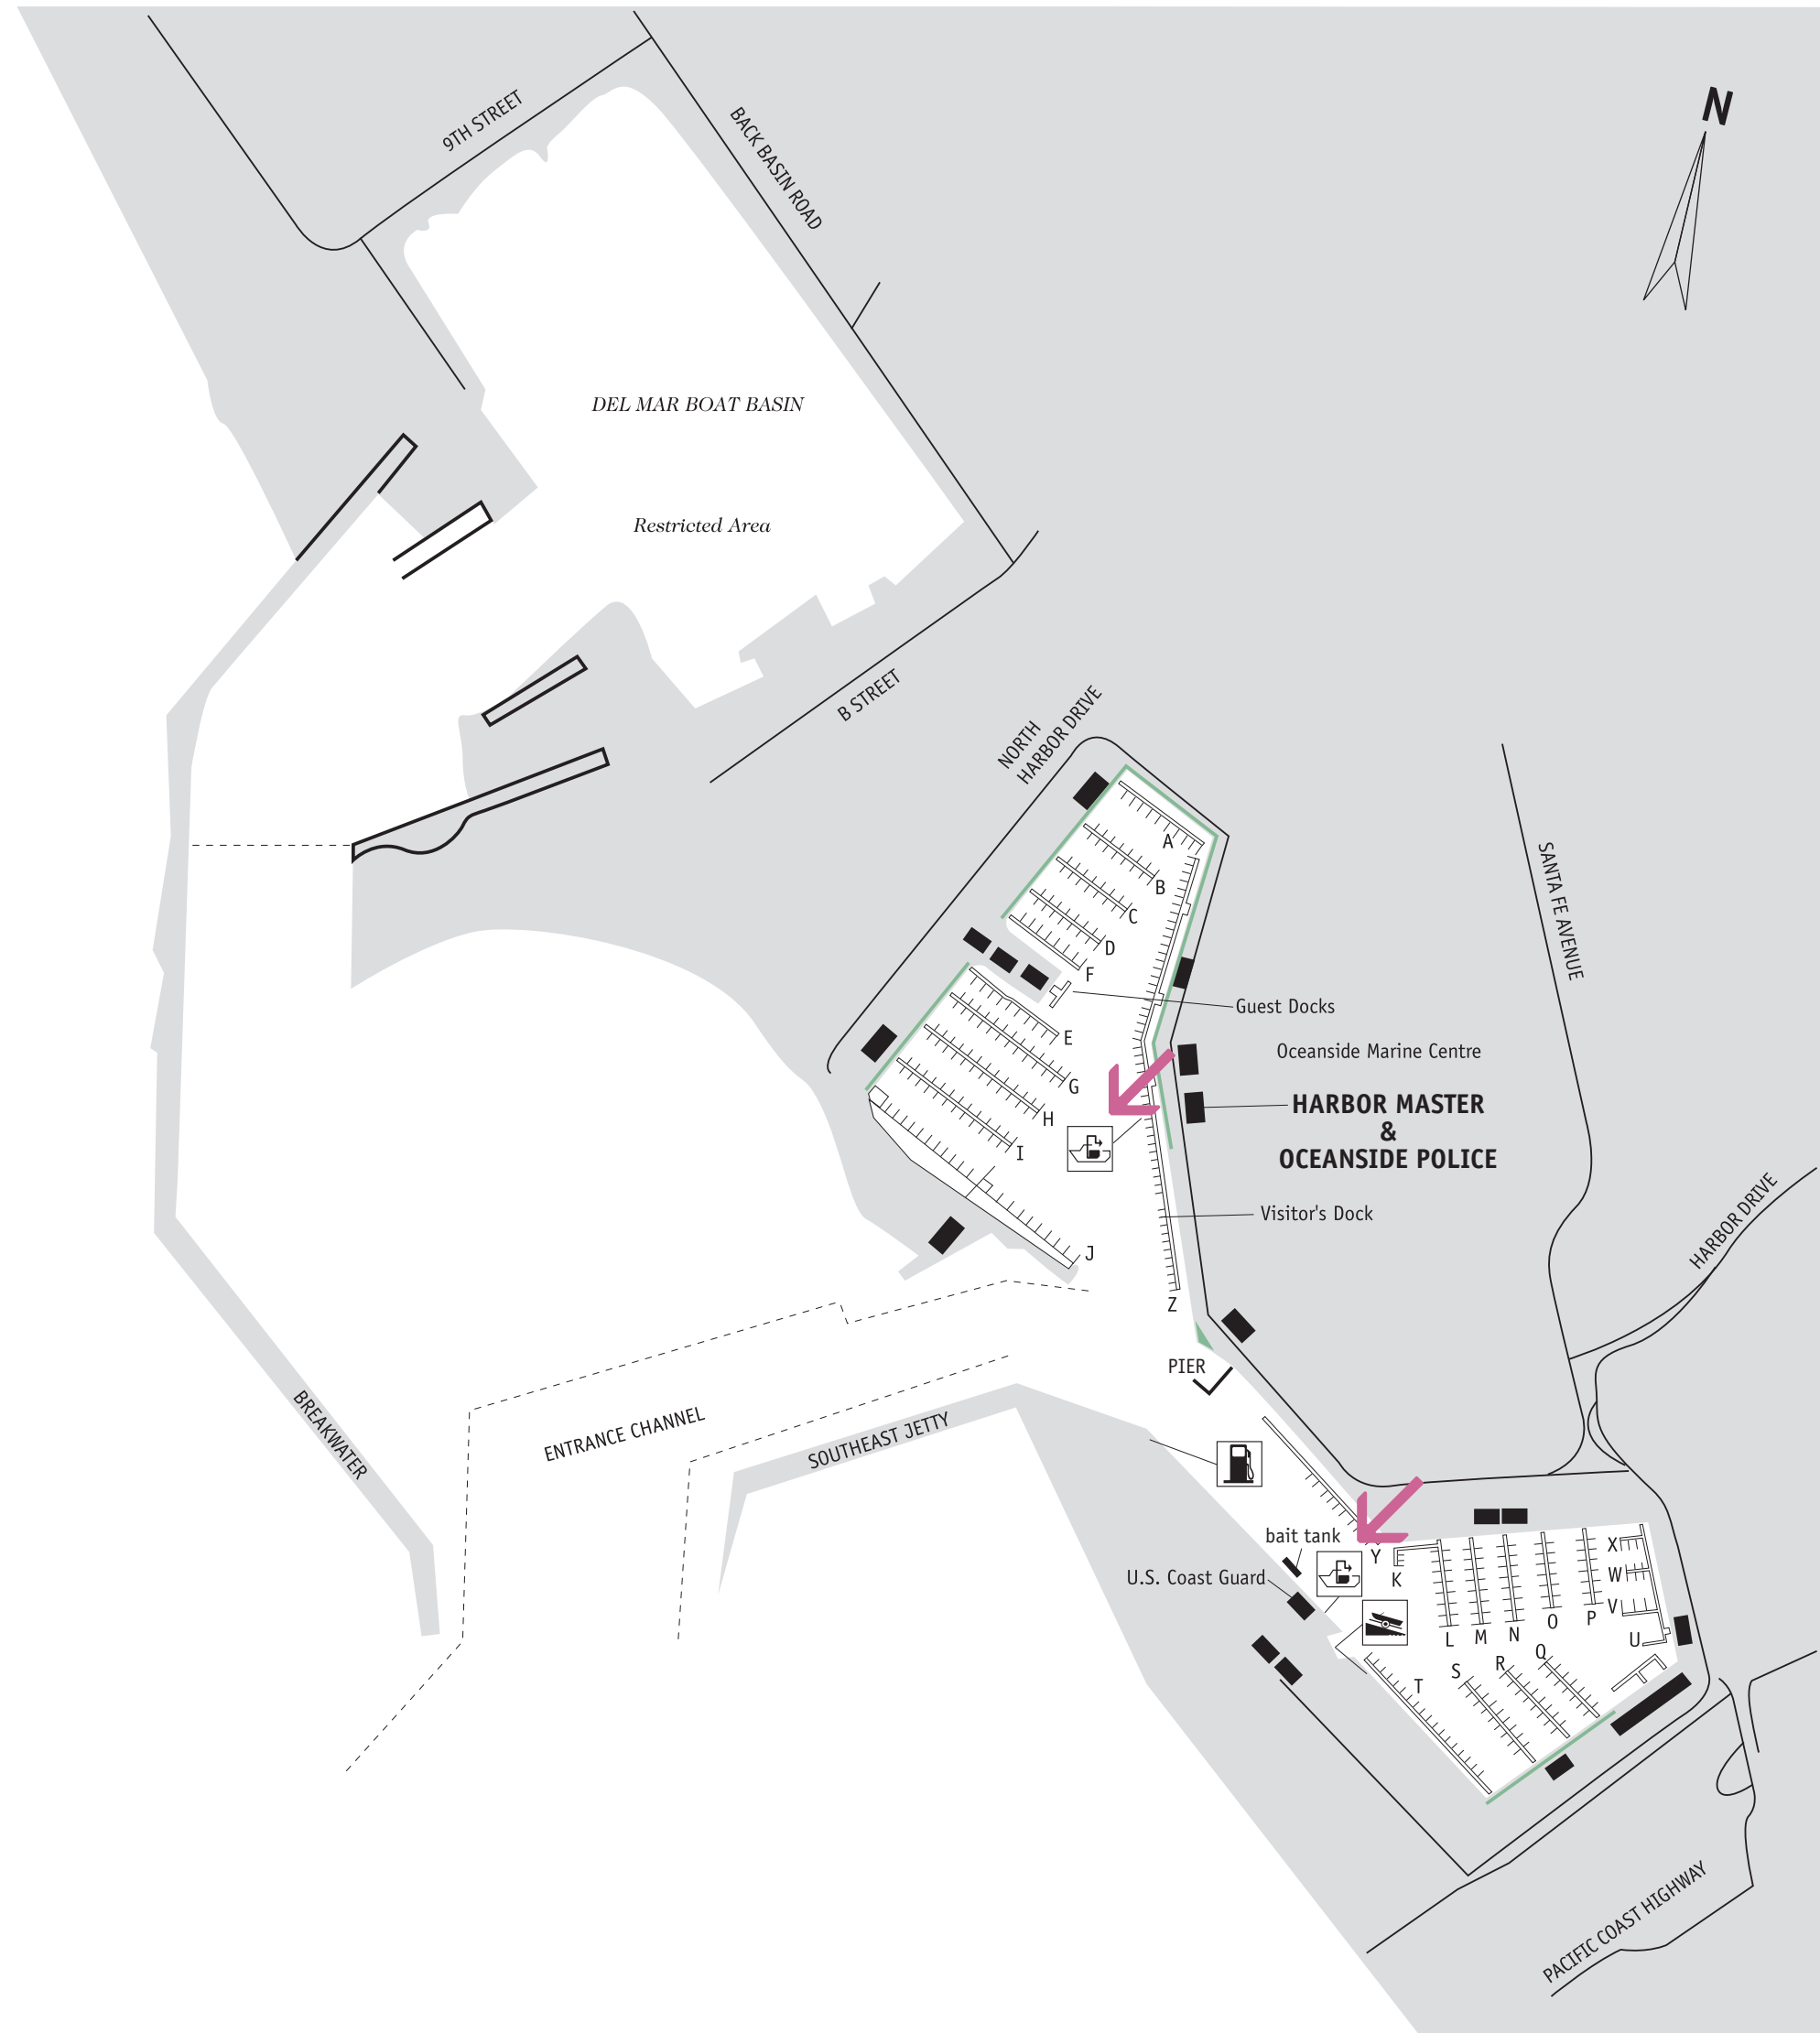 N
9TH STREET
BACK BASIN ROAD
DEL MAR BOAT BASIN
Restricted Area
B STREET
NORTH
HARBOR DRIVE
SANTA FE AVENUE
A
B
C
D
F
Guest Docks
E
Oceanside Marine Centre
G
HARBOR MASTER
&
OCEANSIDE POLICE
H
I
Visitor's Dock
HARBOR DRIVE
J
Z
PIER
BREAKWATER
ENTRANCE CHANNEL
SOUTHEAST JETTY
bait tank
Y
K
X
W
V
U
U.S. Coast Guard
L
M
N
O
P
Q
R
S
T
PACIFIC COAST HIGHWAY